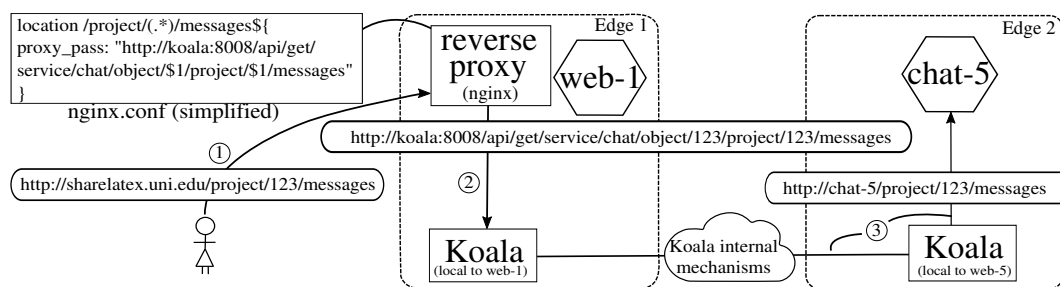 location /project/(.*)/messages${
proxy_pass: "http://koala:8008/api/get/
service/chat/object/$1/project/$1/messages"
}
nginx.conf (simplified)
Edge 1
reverse
proxy
(nginx)
web-1
Edge 2
chat-5
1
http://koala:8008/api/get/service/chat/object/123/project/123/messages
http://sharelatex.uni.edu/project/123/messages
2
http://chat-5/project/123/messages
3
Koala
(local to web-1)
Koala internal
mechanisms
Koala
(local to web-5)